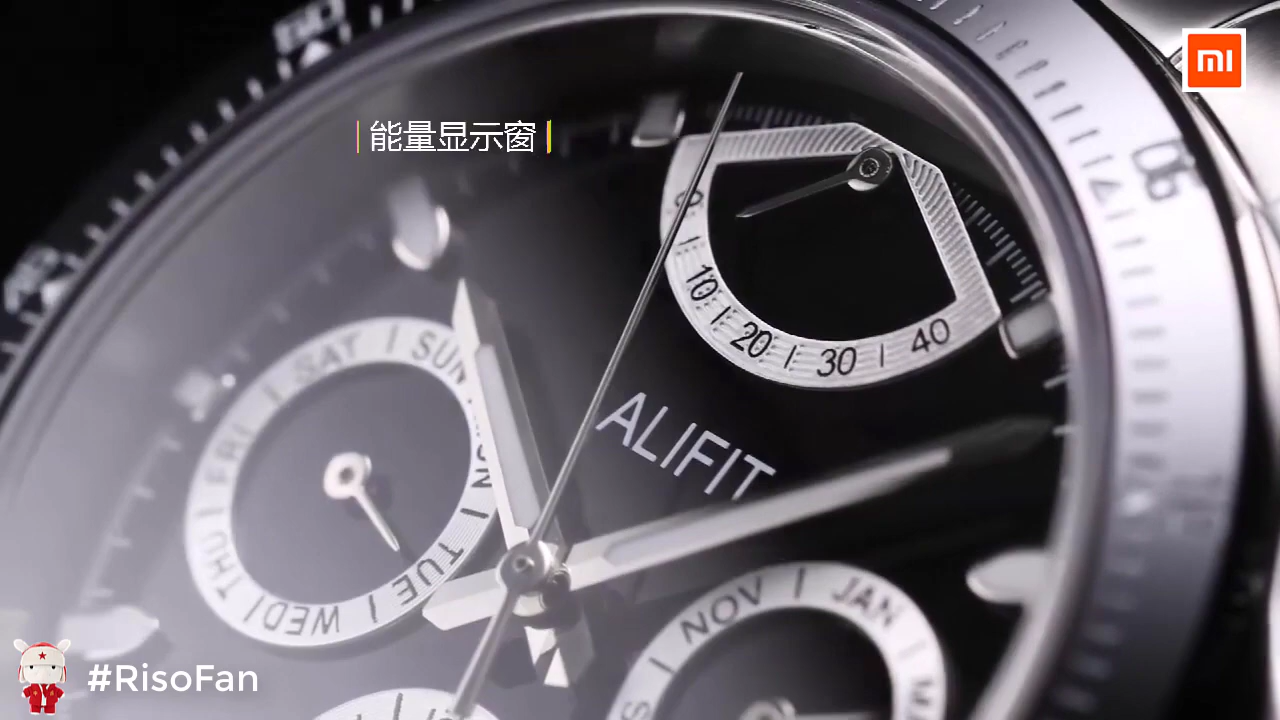 mi
能量显示窗
0
10 | 20 | 30 | 40
ALIFIT
SAT | SUN
FRI
THU | WED | TUE |
NOV | JAN
#RisoFan